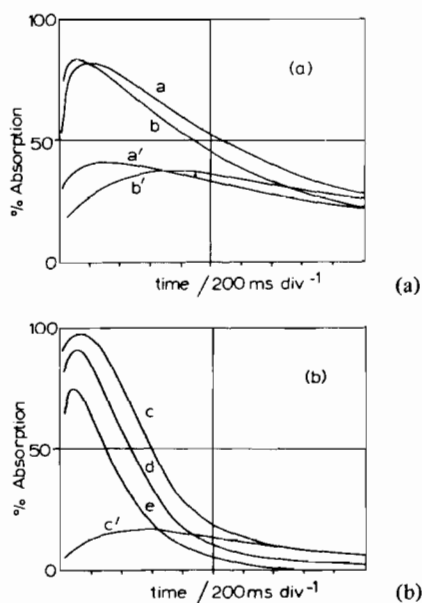 100
(a)
a
b
50
a'
b'
0
% Absorption
time / 200 ms div⁻¹
(a)
100
(b)
c
d
50
e
c'
0
% Absorption
time / 200 ms div⁻¹
(b)